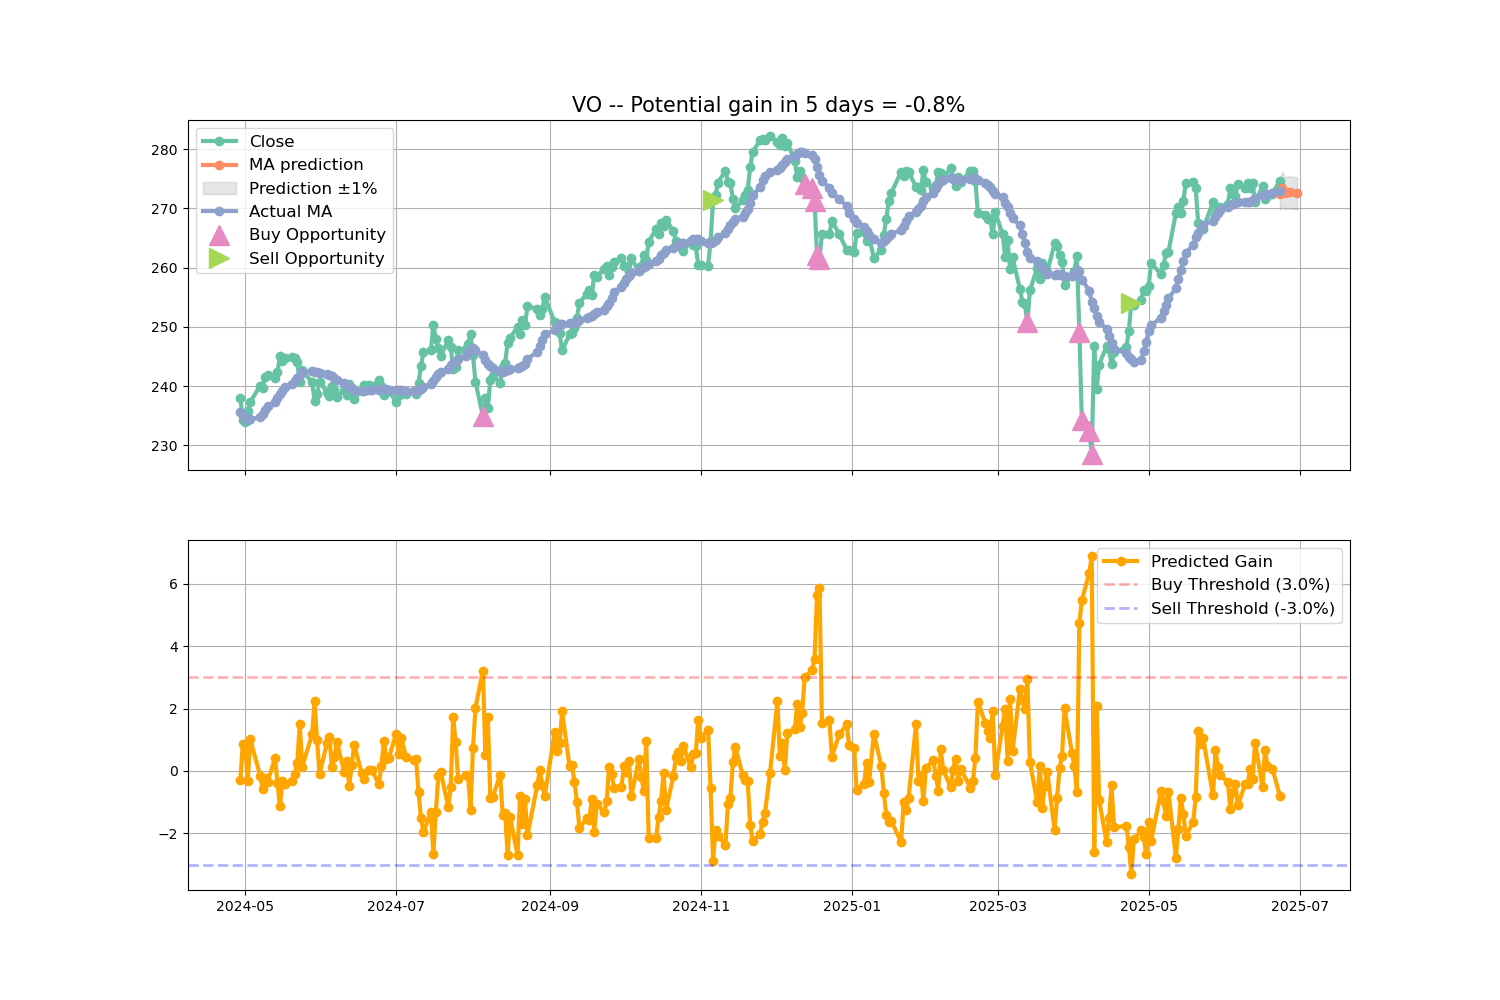 VO -- Potential gain in 5 days = -0.8%
Close
MA prediction
Prediction ±1%
Actual MA
Buy Opportunity
Sell Opportunity
280
270
260
250
240
230
Predicted Gain
Buy Threshold (3.0%)
Sell Threshold (-3.0%)
6
4
2
0
−2
2024-05 2024-07 2024-09 2024-11 2025-01 2025-03 2025-05 2025-07